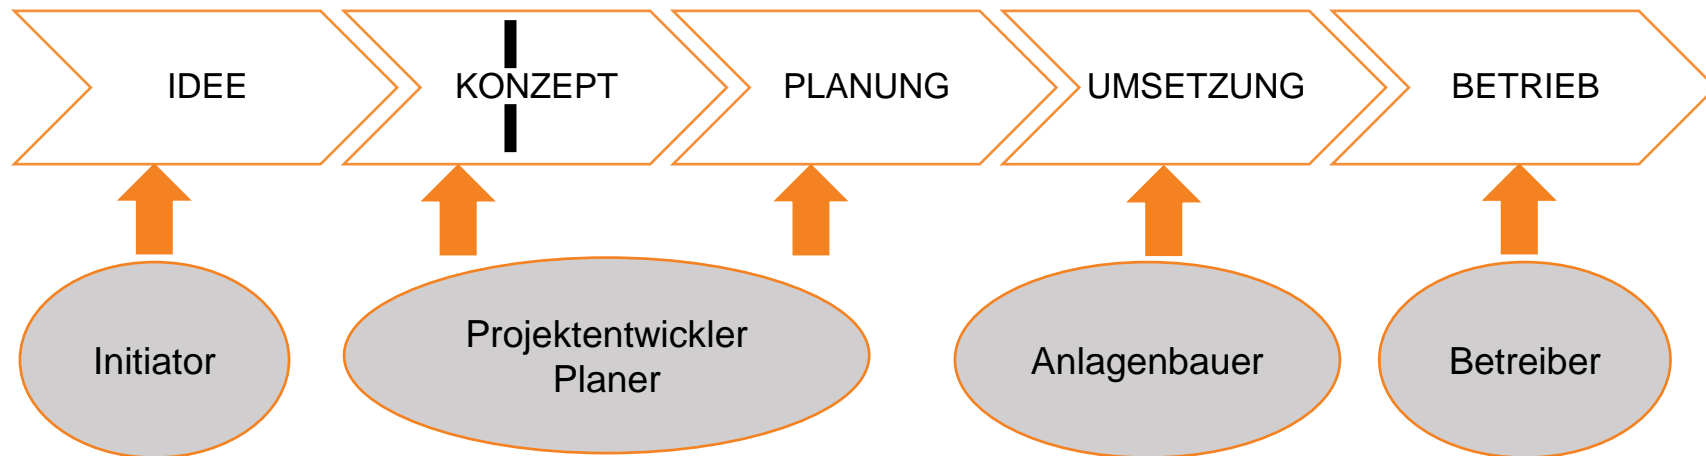 IDEE
KONZEPT
PLANUNG
UMSETZUNG
BETRIEB
Initiator
Projektentwickler
Planer
Anlagenbauer
Betreiber